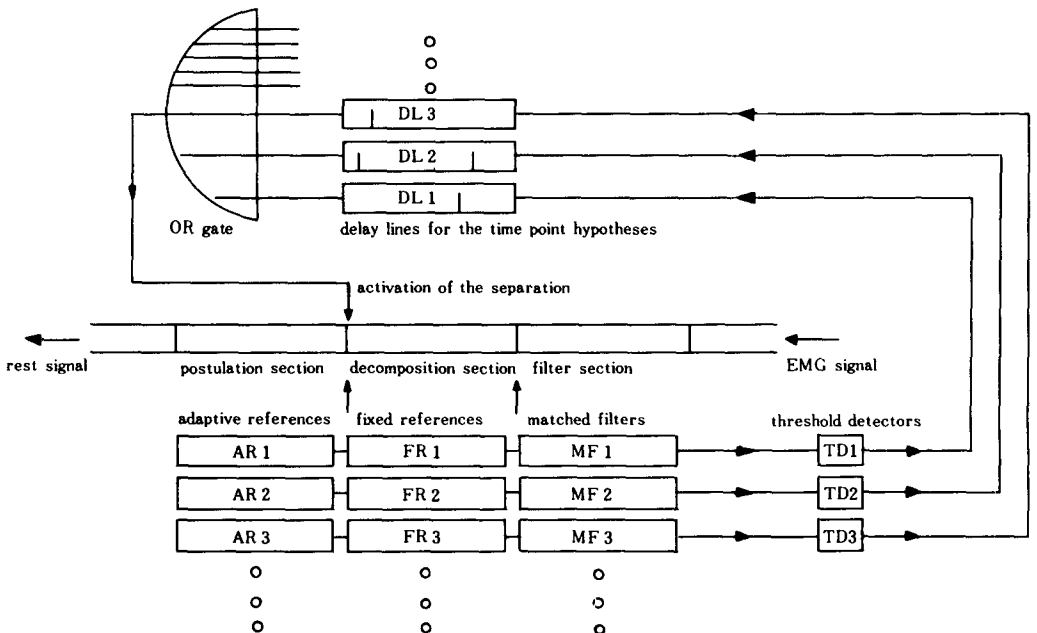 DL 3
DL 2
DL 1
OR gate
delay lines for the time point hypotheses
activation of the separation
rest signal
postulation section
decomposition section
filter section
EMG signal
adaptive references
fixed references
matched filters
threshold detectors
AR 1
FR 1
MF 1
TD1
AR 2
FR 2
MF 2
TD2
AR 3
FR 3
MF 3
TD3